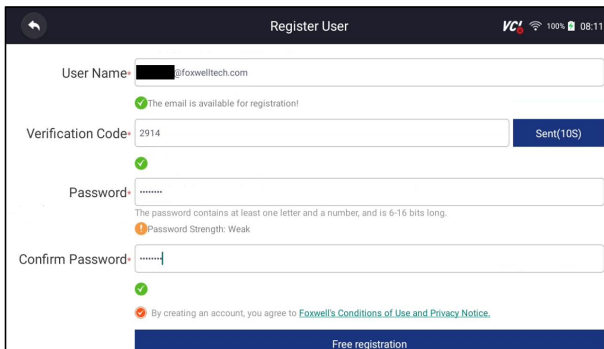 Register User
VCI 100% 08:11
User Name* @foxwelltech.com
The email is available for registration!
Verification Code* 2914 Sent(10S)
Password* ••••••••
The password contains at least one letter and a number, and is 6-16 bits long.
Password Strength: Weak
Confirm Password* ••••••••
By creating an account, you agree to Foxwell's Conditions of Use and Privacy Notice.
Free registration